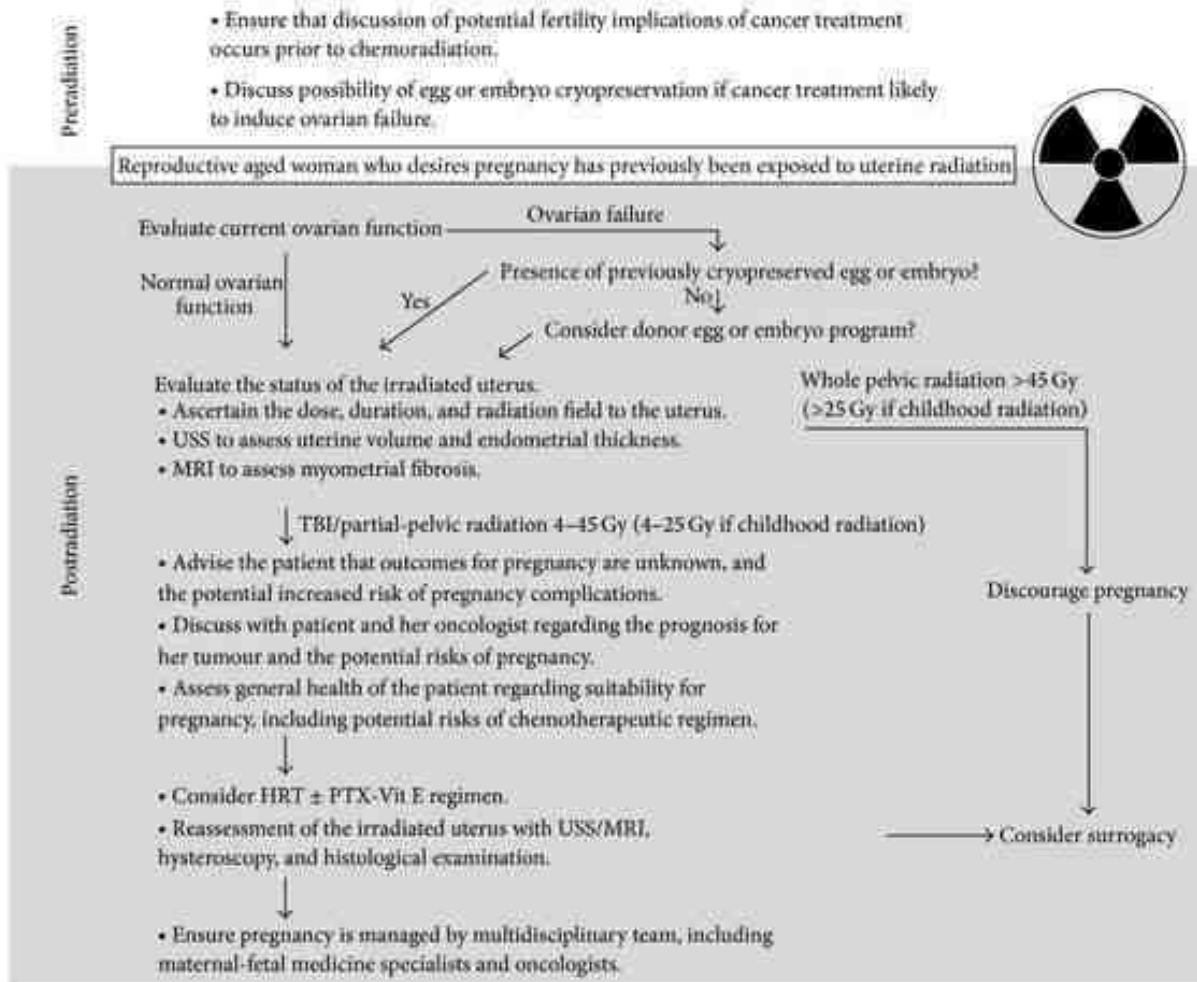 Preradiation
• Ensure that discussion of potential fertility implications of cancer treatment
occurs prior to chemoradiation.
• Discuss possibility of egg or embryo cryopreservation if cancer treatment likely
to induce ovarian failure.
Reproductive aged woman who desires pregnancy has previously been exposed to uterine radiation
Postradiation
Evaluate current ovarian function
Ovarian failure
Normal ovarian
function
Presence of previously cryopreserved egg or embryo?
Yes
No
Consider donor egg or embryo program?
Evaluate the status of the irradiated uterus.
• Ascertain the dose, duration, and radiation field to the uterus.
• USS to assess uterine volume and endometrial thickness.
• MRI to assess myometrial fibrosis.
Whole pelvic radiation >45 Gy
(>25 Gy if childhood radiation)
TBI/partial-pelvic radiation 4–45 Gy (4–25 Gy if childhood radiation)
• Advise the patient that outcomes for pregnancy are unknown, and
the potential increased risk of pregnancy complications.
• Discuss with patient and her oncologist regarding the prognosis for
her tumour and the potential risks of pregnancy.
• Assess general health of the patient regarding suitability for
pregnancy, including potential risks of chemotherapeutic regimen.
Discourage pregnancy
• Consider HRT ± PTX-Vit E regimen.
• Reassessment of the irradiated uterus with USS/MRI,
hysteroscopy, and histological examination.
Consider surrogacy
• Ensure pregnancy is managed by multidisciplinary team, including
maternal-fetal medicine specialists and oncologists.